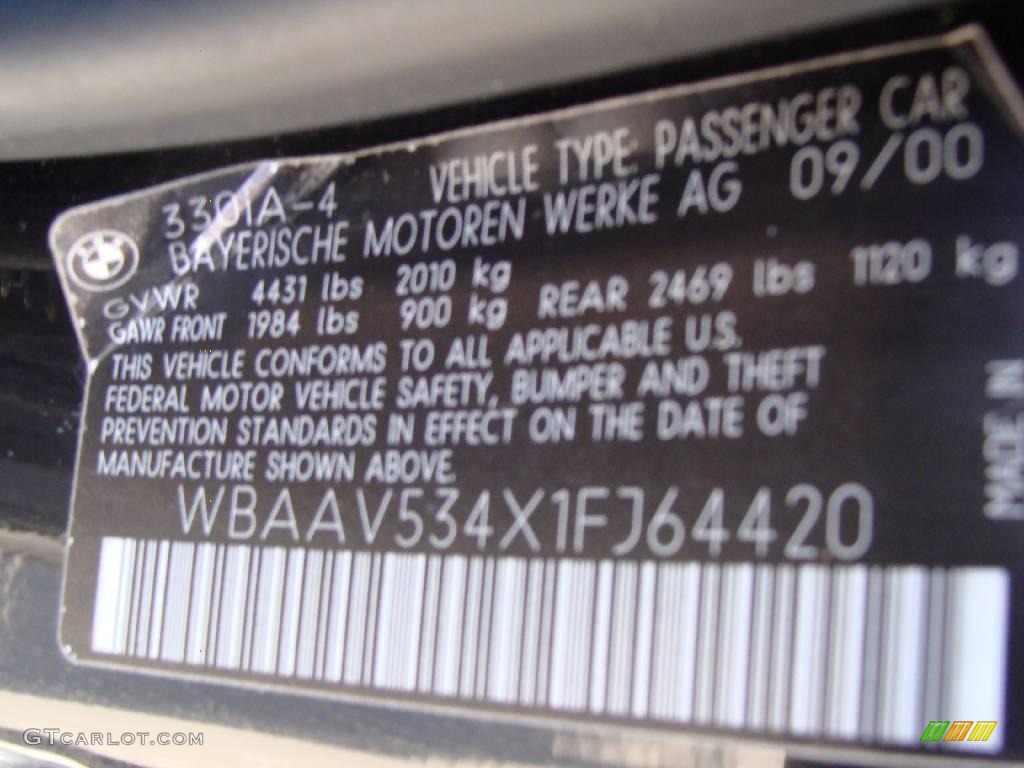 3301A-4 VEHICLE TYPE: PASSENGER CAR
BAYERISCHE MOTOREN WERKE AG 09/00
GVWR 4431 lbs 2010 kg
GAWR FRONT 1984 lbs 900 kg REAR 2469 lbs 1120 kg
THIS VEHICLE CONFORMS TO ALL APPLICABLE U.S.
FEDERAL MOTOR VEHICLE SAFETY, BUMPER AND THEFT
PREVENTION STANDARDS IN EFFECT ON THE DATE OF
MANUFACTURE SHOWN ABOVE.
WBAAV534X1FJ64420
MADE IN
GTCARLOT.COM